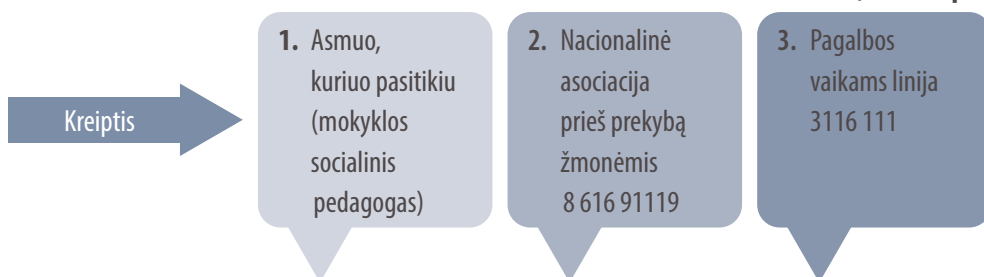 Kreiptis
1. Asmuo,
kuriuo pasitikiu
(mokyklos
socialinis
pedagogas)
2. Nacionalinė
asociacija
prieš prekybą
žmonėmis
8 616 91119
3. Pagalbos
vaikams linija
3116 111